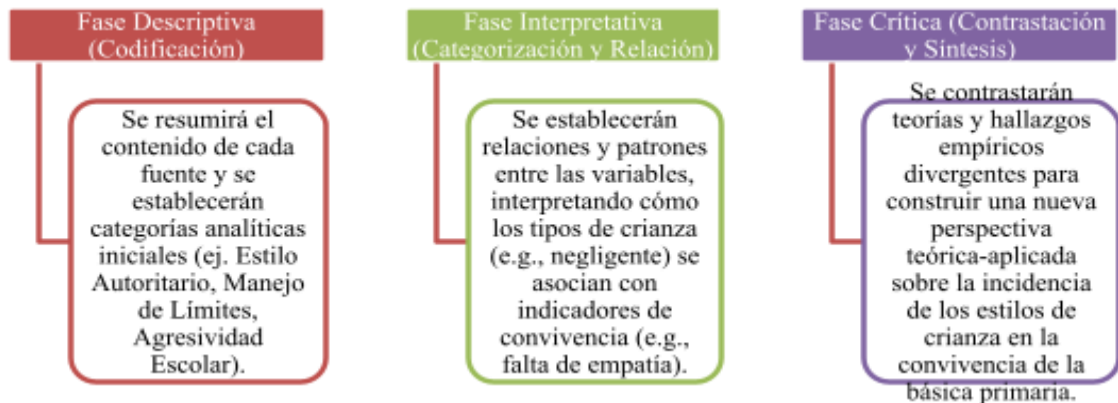 Fase Descriptiva
(Codificación)
Se resumirá el
contenido de cada
fuente y se
establecerán
categorías analíticas
iniciales (ej. Estilo
Autoritario, Manejo
de Límites,
Agresividad
Escolar).
Fase Interpretativa
(Categorización y Relación)
Se establecerán
relaciones y patrones
entre las variables,
interpretando cómo
los tipos de crianza
(e.g., negligente) se
asocian con
indicadores de
convivencia (e.g.,
falta de empatía).
Fase Crítica (Contrastación
y Síntesis)
Se contrastarán
teorías y hallazgos
empíricos
divergentes para
construir una nueva
perspectiva
teórica-aplicada
sobre la incidencia
de los estilos de
crianza en la
convivencia de la
básica primaria.